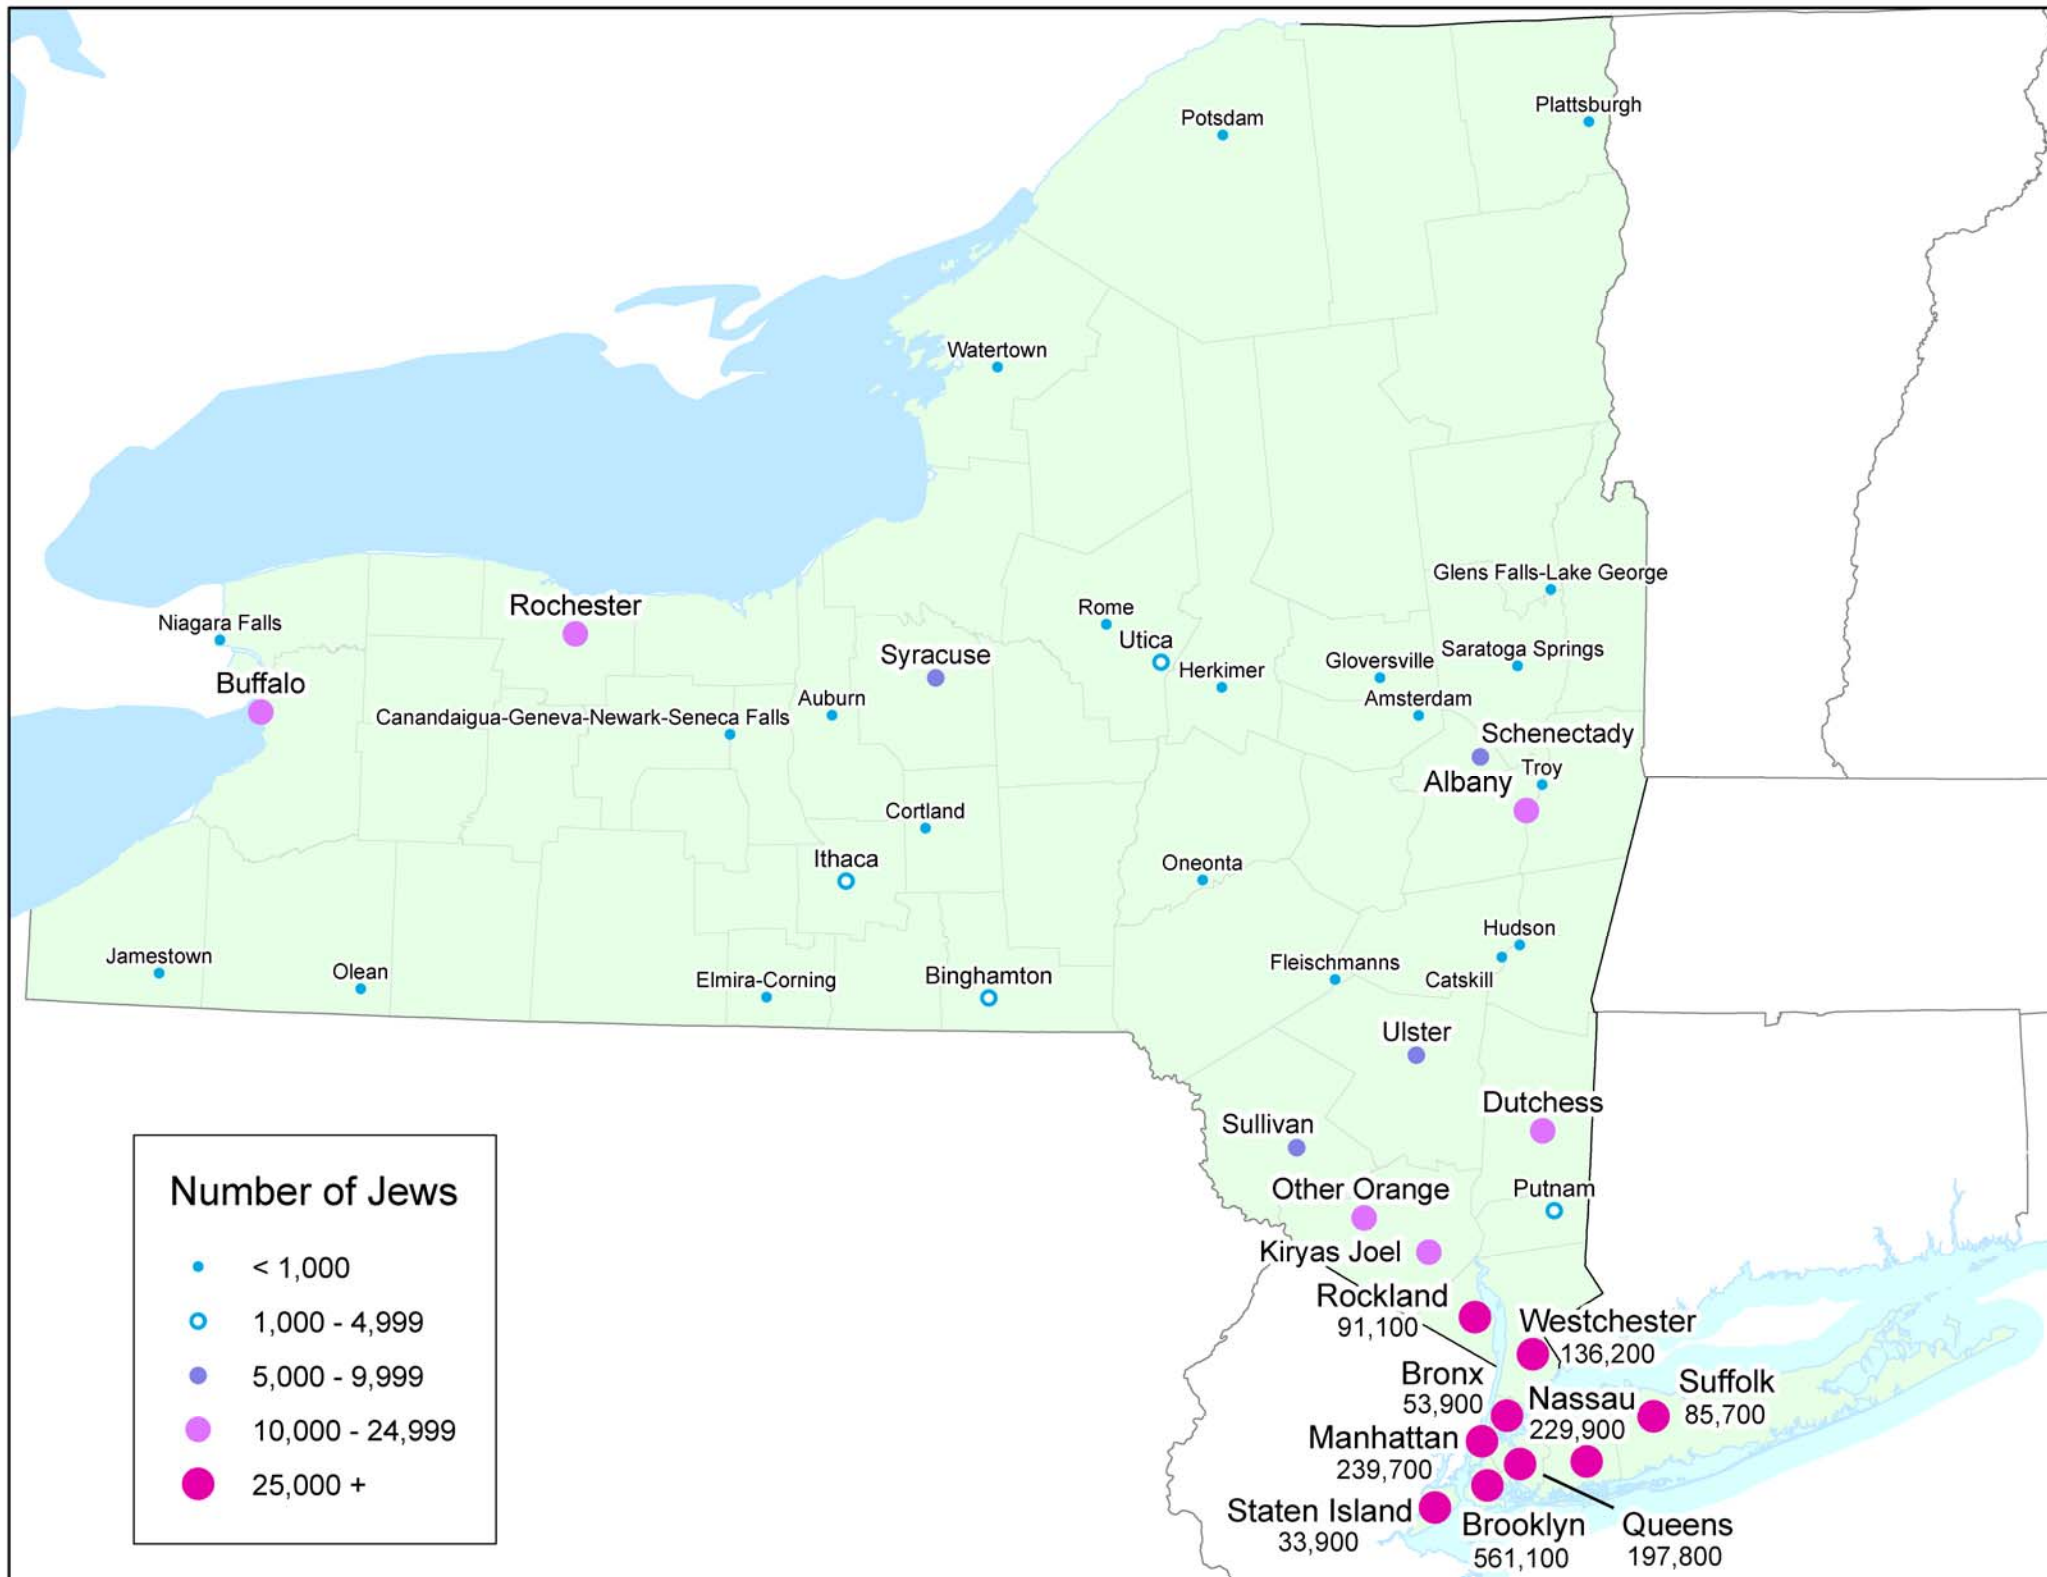 Plattsburgh
Potsdam
Watertown
Glens Falls-Lake George
Rochester
Rome
Niagara Falls
Utica
Syracuse
Saratoga Springs
Gloversville
Herkimer
Buffalo
Auburn
Amsterdam
Canandaigua-Geneva-Newark-Seneca Falls
Schenectady
Troy
Albany
Cortland
Ithaca
Oneonta
Hudson
Jamestown
Fleischmanns
Olean
Binghamton
Elmira-Corning
Catskill
Ulster
Dutchess
Sullivan
Other Orange
Putnam
Kiryas Joel
Rockland
91,100
Westchester
136,200
Bronx
53,900
Nassau
229,900
Suffolk
85,700
Manhattan
239,700
Staten Island
33,900
Brooklyn
561,100
Queens
197,800
Number of Jews
< 1,000
1,000 - 4,999
5,000 - 9,999
10,000 - 24,999
25,000 +